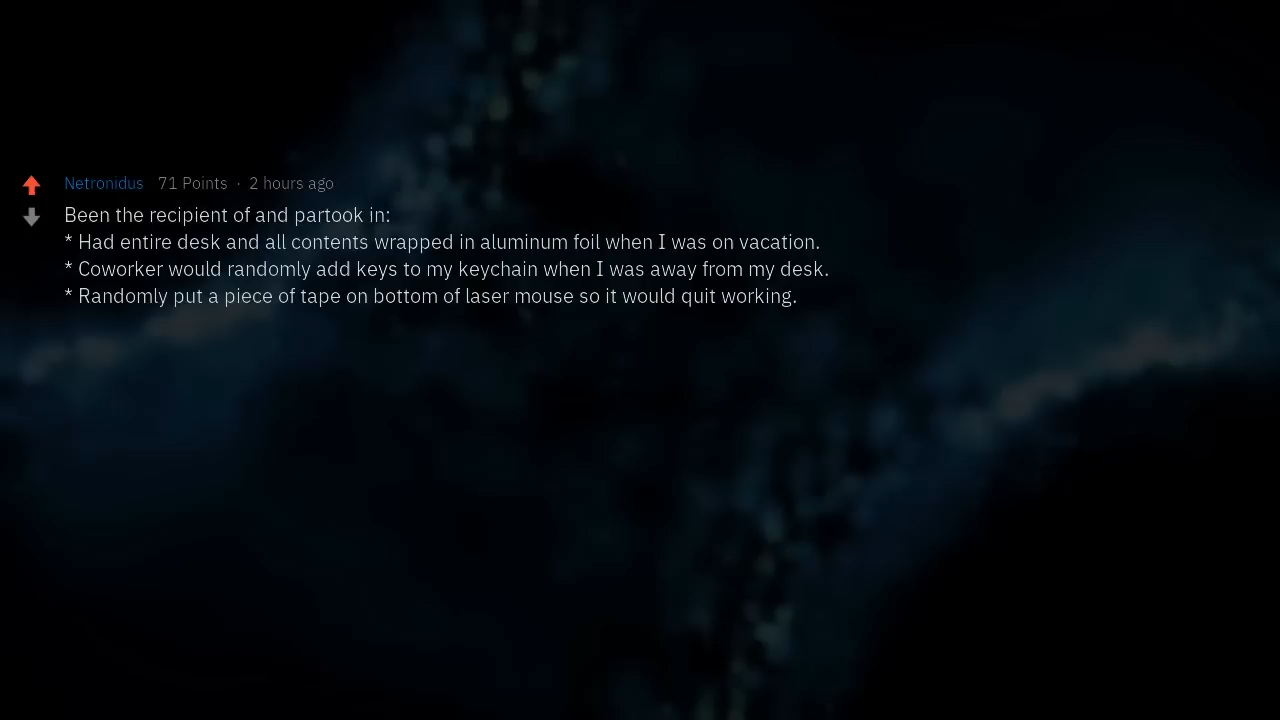 Netronidus 71 Points · 2 hours ago
Been the recipient of and partook in:
* Had entire desk and all contents wrapped in aluminum foil when I was on vacation.
* Coworker would randomly add keys to my keychain when I was away from my desk.
* Randomly put a piece of tape on bottom of laser mouse so it would quit working.